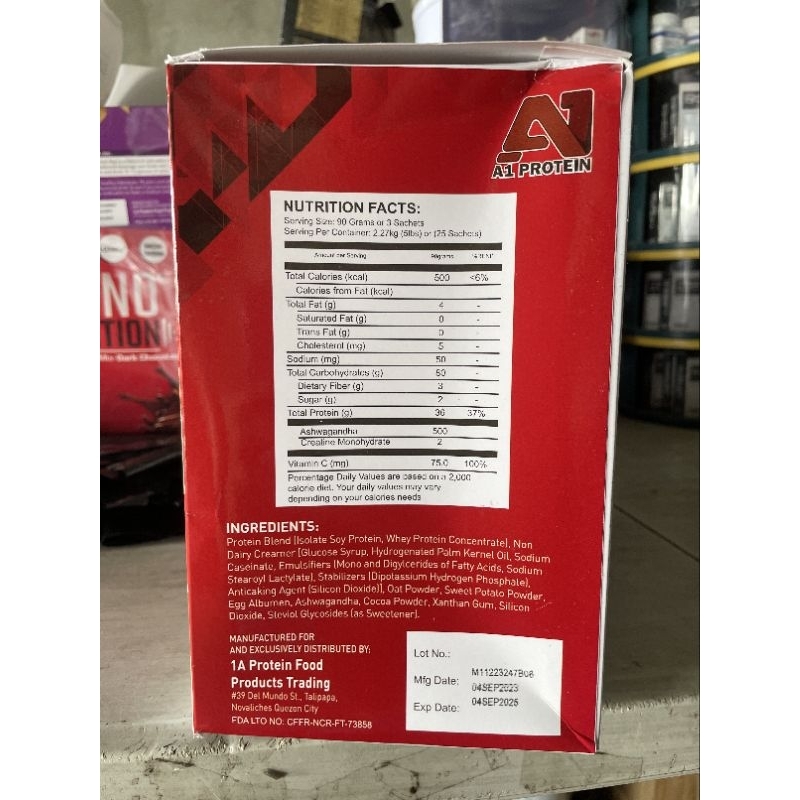 A1 PROTEIN
NUTRITION FACTS:
Serving Size: 90 Grams or 3 Sachets
Serving Per Container: 2.27kg (5lbs) or (25 Sachets)
Amount per Serving 90grams
Total Calories (kcal) 500 <6%
Calories from Fat (kcal)
Total Fat (g) 4 -
Saturated Fat (g) 0 -
Trans Fat (g) 0 -
Cholesterol (mg) 5 -
Sodium (mg) 50 -
Total Carbohydrates (g) -
Dietary Fiber (g) 3 -
Sugar (g) 2 -
Total Protein (g) 36 37%
Ashwagandha 500
Creatine Monohydrate 2
Vitamin C (mg) 75.0 100%
Percentage Daily Values are based on a 2,000
calorie diet. Your daily values may vary
depending on your calories needs
INGREDIENTS:
Protein Blend [Isolate Soy Protein, Whey Protein Concentrate], Non
Dairy Creamer [Glucose Syrup, Hydrogenated Palm Kernel Oil, Sodium
Caseinate, Emulsifiers (Mono and Digylcerides of Fatty Acids, Sodium
Stearoyl Lactylate), Stabilizers (Dipotassium Hydrogen Phosphate),
Anticaking Agent (Silicon Dioxide)], Oat Powder, Sweet Potato Powder,
Egg Albumen, Ashwagandha, Cocoa Powder, Xanthan Gum, Silicon
Dioxide, Steviol Glycosides (as Sweetener).
MANUFACTURED FOR
AND EXCLUSIVELY DISTRIBUTED BY:
1A Protein Food
Products Trading
#39 Del Mundo St., Talipapa,
Novaliches Quezon City
FDA LTO NO: CFFR-NCR-FT-73858
Lot No.: M11223247B08
Mfg Date: 04SEP2023
Exp Date: 04SEP2025